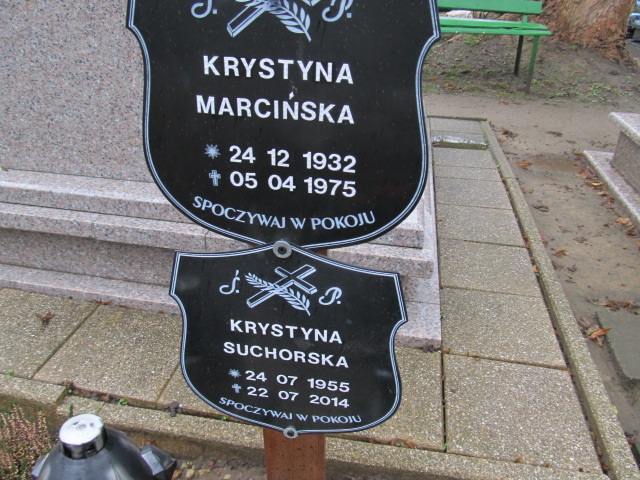 Ś. P.
KRYSTYNA
MARCIŃSKA
24 12 1932
05 04 1975
SPOCZYWAJ W POKOJU
Ś. P.
KRYSTYNA
SUCHORSKA
24 07 1955
22 07 2014
SPOCZYWAJ W POKOJU